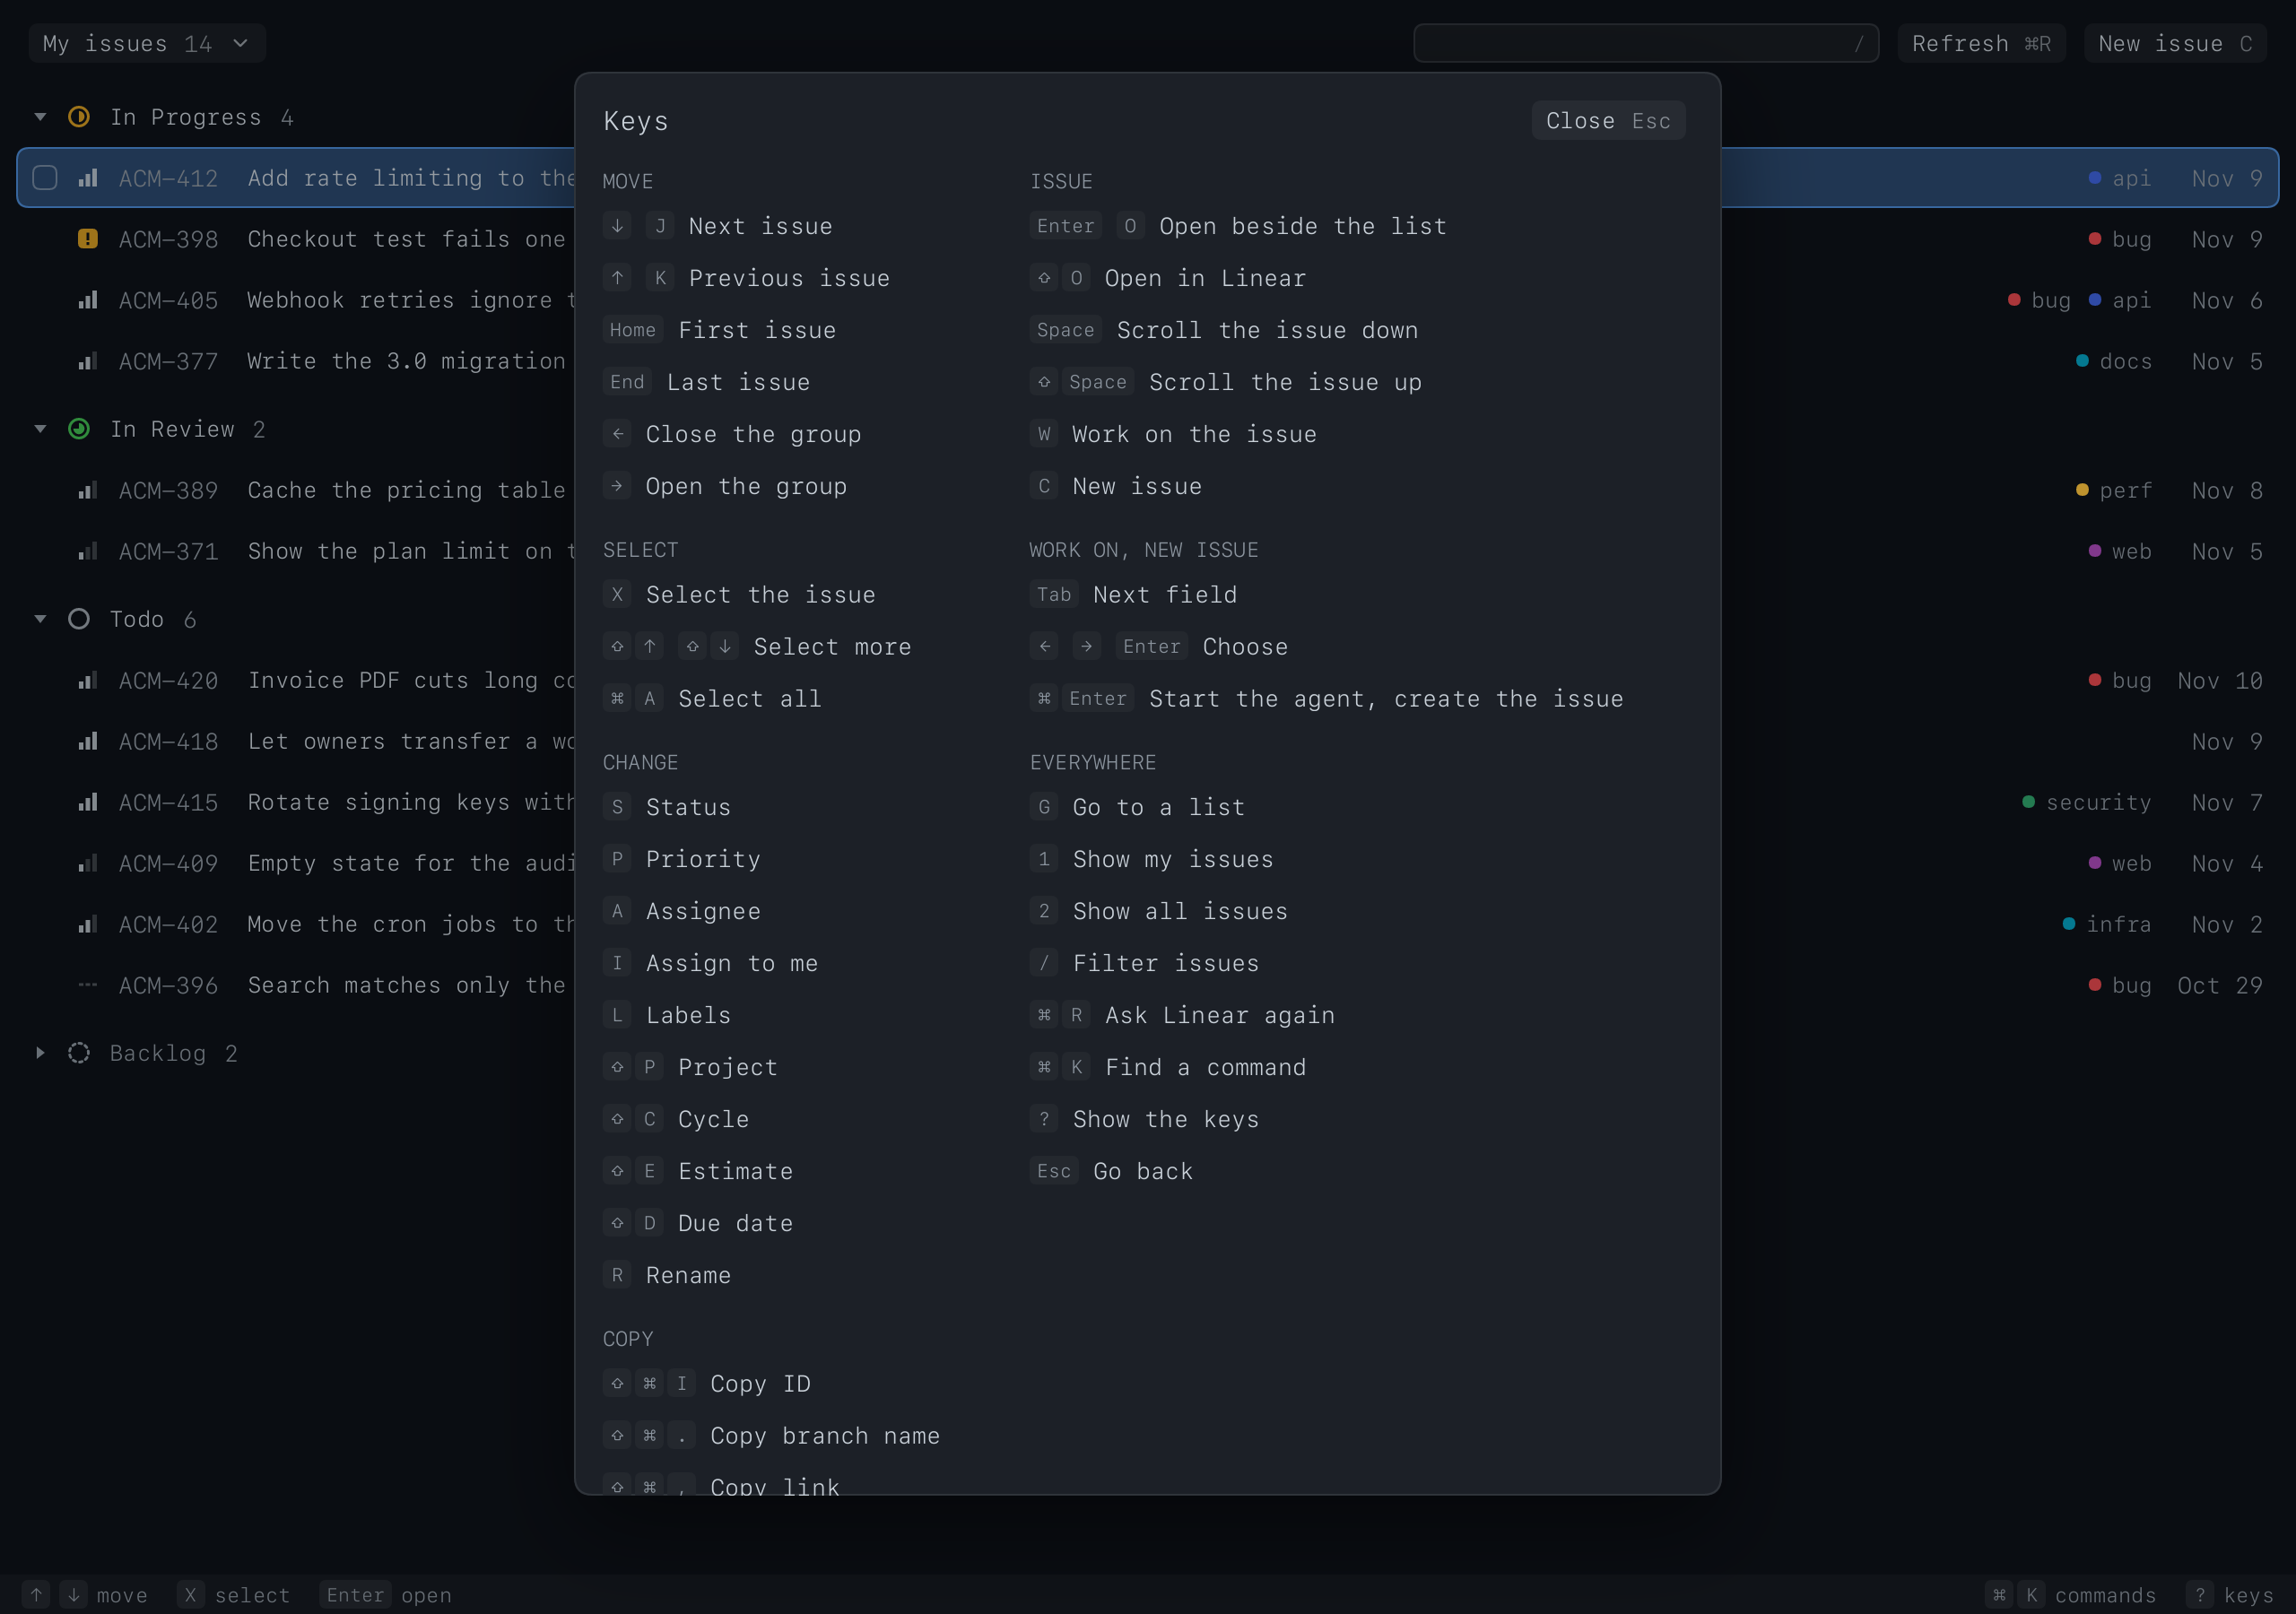 My issues 14
/
Refresh ⌘R
New issue C
In Progress 4
ACM-412 Add rate limiting to the
api Nov 9
ACM-398 Checkout test fails one
bug Nov 9
ACM-405 Webhook retries ignore
bug api Nov 6
ACM-377 Write the 3.0 migration
docs Nov 5
In Review 2
ACM-389 Cache the pricing table
perf Nov 8
ACM-371 Show the plan limit on
web Nov 5
Todo 6
ACM-420 Invoice PDF cuts long
bug Nov 10
ACM-418 Let owners transfer a
Nov 9
ACM-415 Rotate signing keys with
security Nov 7
ACM-409 Empty state for the
web Nov 4
ACM-402 Move the cron jobs to
infra Nov 2
ACM-396 Search matches only the
bug Oct 29
Backlog 2
Keys
Close Esc
MOVE
↓ J Next issue
↑ K Previous issue
Home First issue
End Last issue
← Close the group
→ Open the group
SELECT
X Select the issue
⇧ ↑ ⇧ ↓ Select more
⌘ A Select all
CHANGE
S Status
P Priority
A Assignee
I Assign to me
L Labels
⇧ P Project
⇧ C Cycle
⇧ E Estimate
⇧ D Due date
R Rename
COPY
⇧ ⌘ I Copy ID
⇧ ⌘ . Copy branch name
⇧ ⌘ , Copy link
ISSUE
Enter O Open beside the list
⇧ O Open in Linear
Space Scroll the issue down
⇧ Space Scroll the issue up
W Work on the issue
C New issue
WORK ON, NEW ISSUE
Tab Next field
← → Enter Choose
⌘ Enter Start the agent, create the issue
EVERYWHERE
G Go to a list
1 Show my issues
2 Show all issues
/ Filter issues
⌘ R Ask Linear again
⌘ K Find a command
? Show the keys
Esc Go back
↑ ↓ move X select Enter open
⌘ K commands ? keys